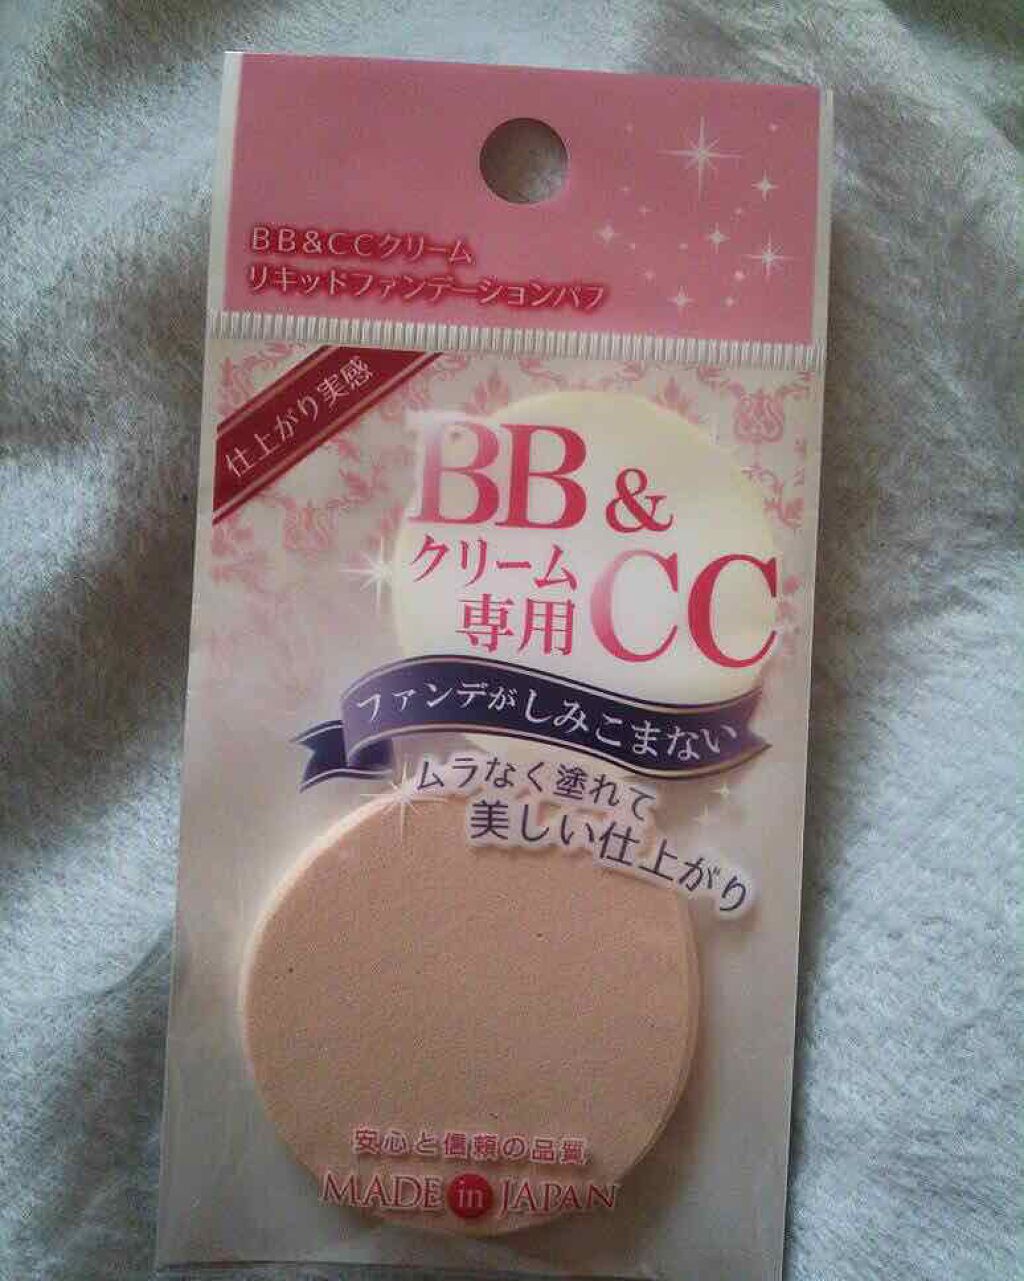 BB&CCクリーム
リキッドファンデーションパフ
仕上がり実感
BB &
クリーム
専用 CC
ファンデがしみこまない
ムラなく塗れて
美しい仕上がり
安心と信頼の品質
MADE in JAPAN